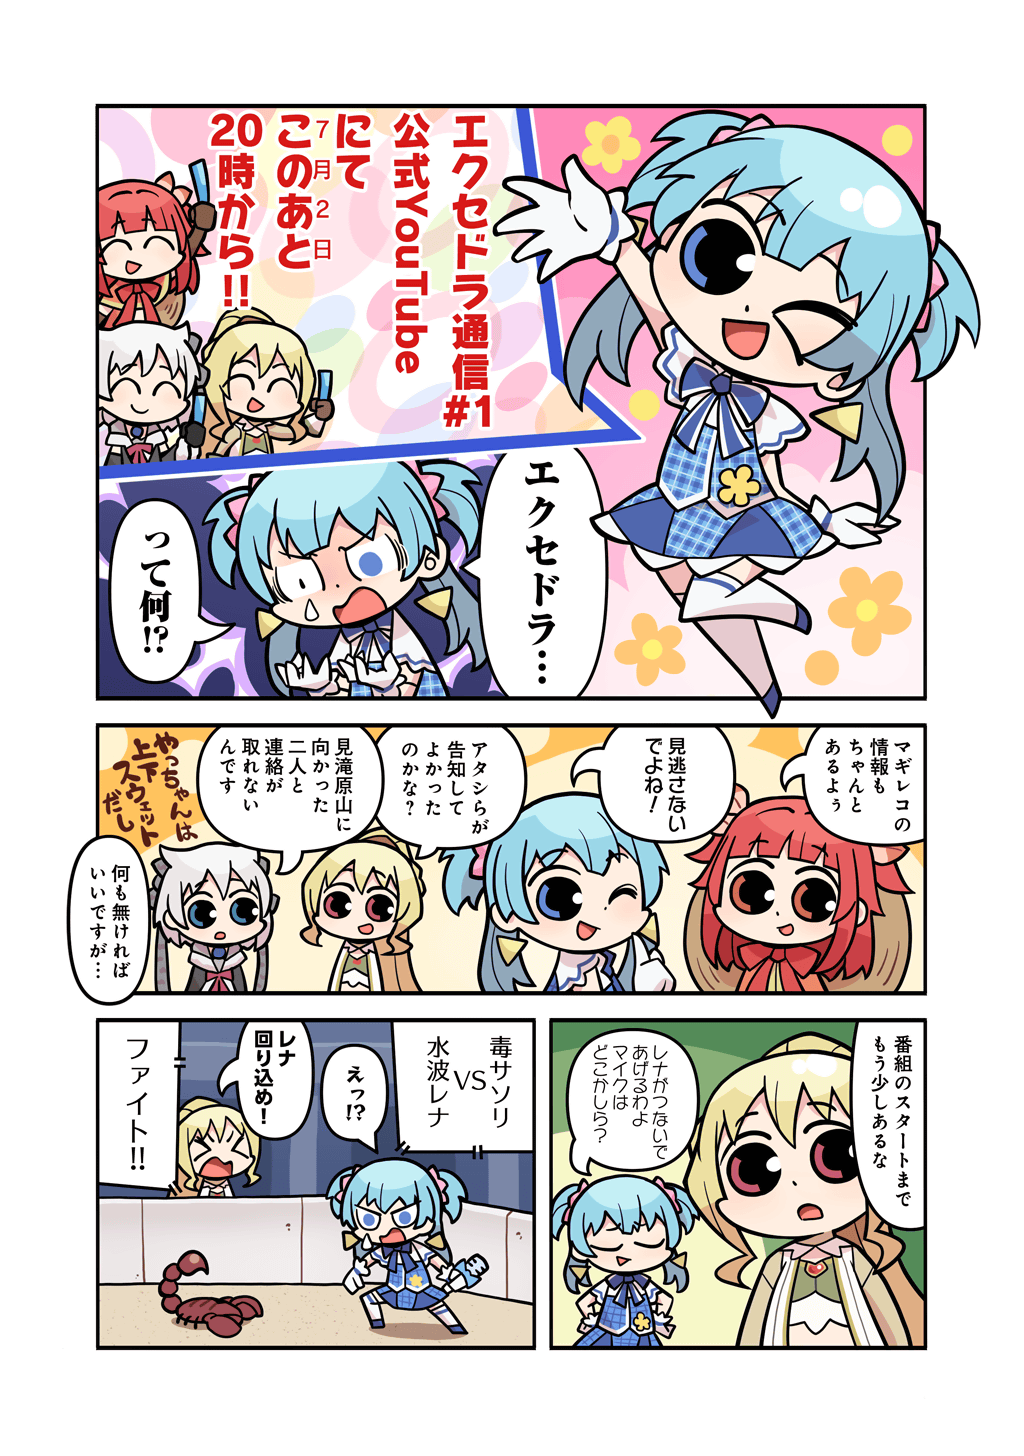 エクセドラ通信#1
公式YouTube
にて
7月2日
このあと
20時から!!
エクセドラ…
って何!?
マギレコの
情報も
ちゃんと
あるよぅ
見逃さない
でよね!
アタシらが
告知して
よかった
のかな?
見滝原山に
向かった
二人と
連絡が
取れない
んです
やっちゃんは
上下
スウェット
だし
何も無ければ
いいですが…
番組のスタートまで
もう少しあるな
レナがつないで
あげるわよ
マイクは
どこかしら?
毒サソリ
VS
水波レナ
えっ!?
レナ
回り込め!
ファイト!!